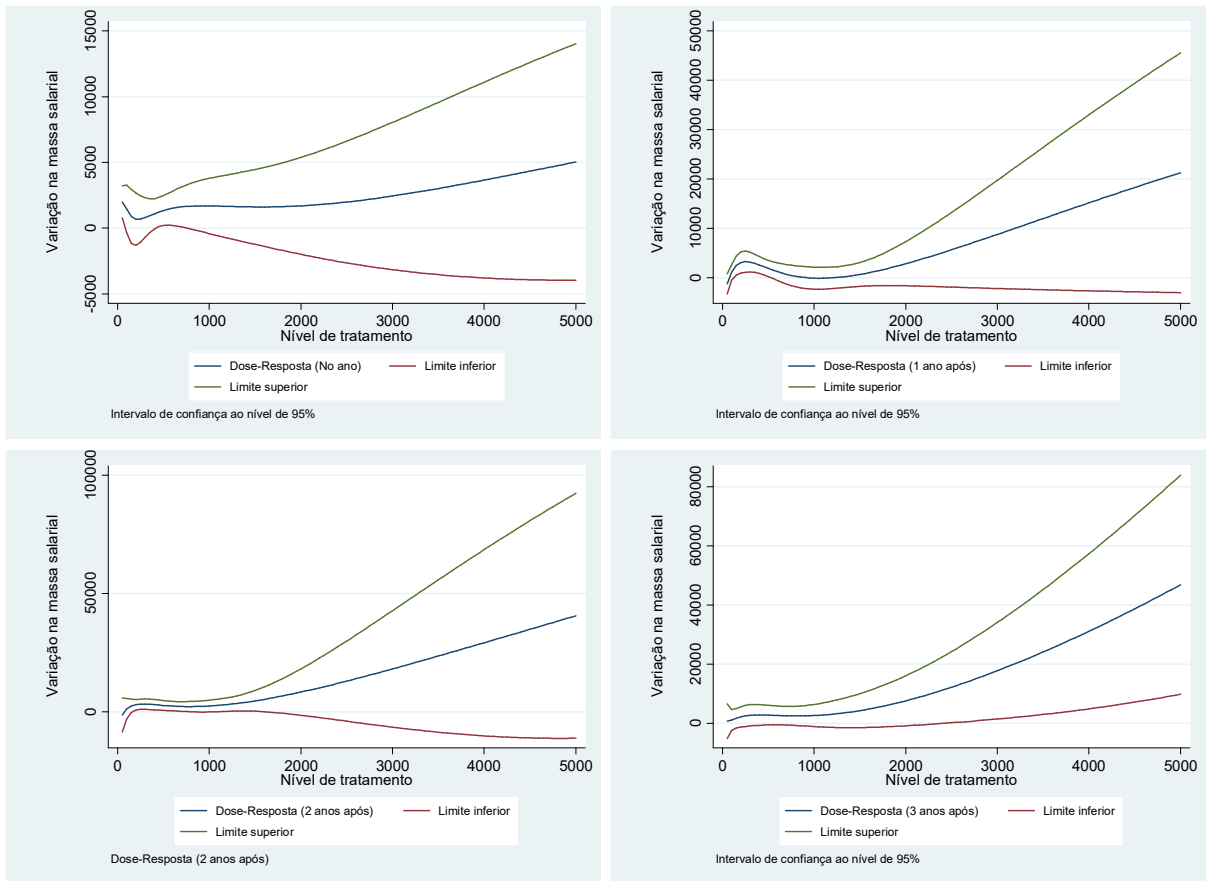 Variação na massa salarial
15000
10000
5000
0
-5000
0 1000 2000 3000 4000 5000
Nível de tratamento
Dose-Resposta (No ano) Limite inferior
Limite superior
Intervalo de confiança ao nível de 95%
Variação na massa salarial
50000
40000
30000
20000
10000
0
0 1000 2000 3000 4000 5000
Nível de tratamento
Dose-Resposta (1 ano após) Limite inferior
Limite superior
Intervalo de confiança ao nível de 95%
Variação na massa salarial
100000
50000
0
0 1000 2000 3000 4000 5000
Nível de tratamento
Dose-Resposta (2 anos após) Limite inferior
Limite superior
Dose-Resposta (2 anos após)
Variação na massa salarial
80000
60000
40000
20000
0
0 1000 2000 3000 4000 5000
Nível de tratamento
Dose-Resposta (3 anos após) Limite inferior
Limite superior
Intervalo de confiança ao nível de 95%